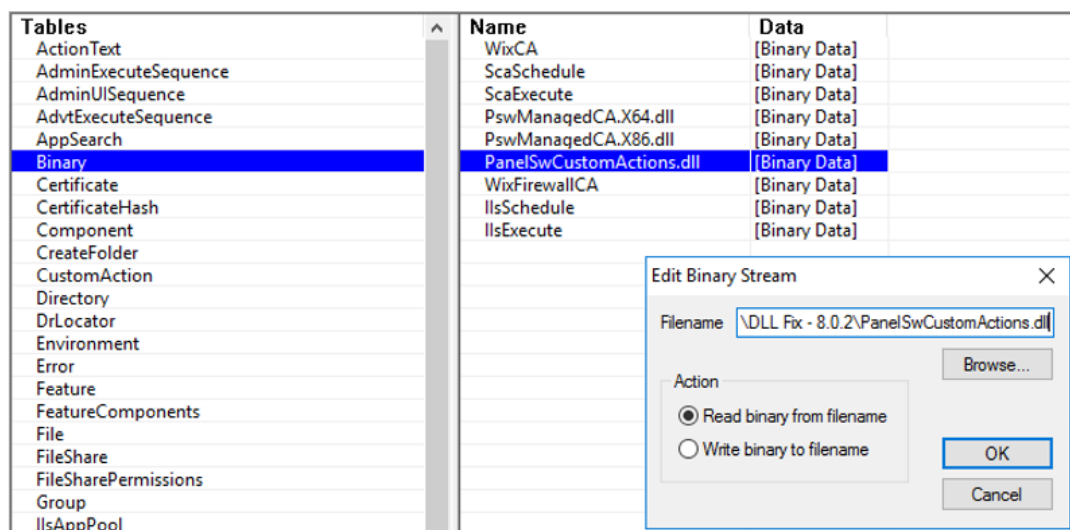 Tables
ActionText
AdminExecuteSequence
AdminUISequence
AdvtExecuteSequence
AppSearch
Binary
Certificate
CertificateHash
Component
CreateFolder
CustomAction
Directory
DrLocator
Environment
Error
Feature
FeatureComponents
File
FileShare
FileSharePermissions
Group
IIsAppPool
Name Data
WixCA [Binary Data]
ScaSchedule [Binary Data]
ScaExecute [Binary Data]
PswManagedCA.X64.dll [Binary Data]
PswManagedCA.X86.dll [Binary Data]
PanelSwCustomActions.dll [Binary Data]
WixFirewallCA [Binary Data]
IIsSchedule [Binary Data]
IIsExecute [Binary Data]
Edit Binary Stream
Filename \DLL Fix - 8.0.2\PanelSwCustomActions.dll
Browse...
Action
Read binary from filename
Write binary to filename
OK
Cancel